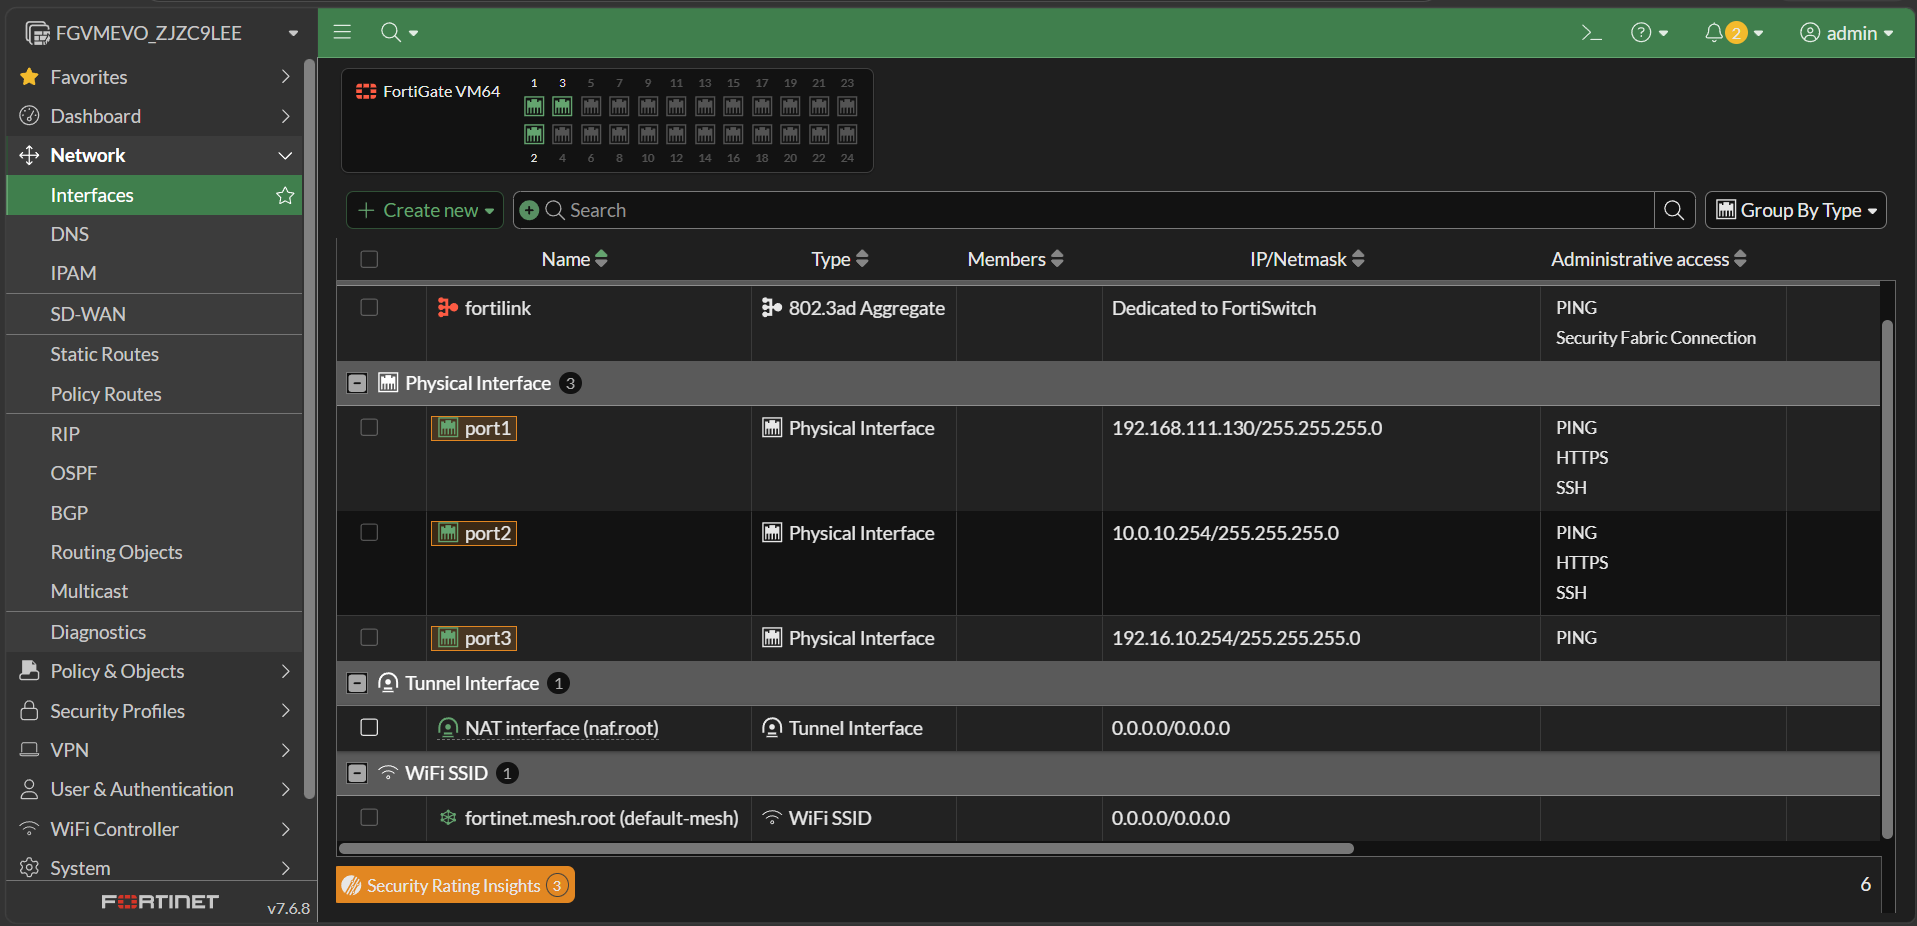 FGVMEVO_ZJZC9LEE
2
admin
Favorites
Dashboard
Network
Interfaces
DNS
IPAM
SD-WAN
Static Routes
Policy Routes
RIP
OSPF
BGP
Routing Objects
Multicast
Diagnostics
Policy & Objects
Security Profiles
VPN
User & Authentication
WiFi Controller
System
FORTINET
v7.6.8
FortiGate VM64
1 3 5 7 9 11 13 15 17 19 21 23
2 4 6 8 10 12 14 16 18 20 22 24
Create new
Search
Group By Type
Name Type Members IP/Netmask Administrative access
fortilink 802.3ad Aggregate Dedicated to FortiSwitch PING
Security Fabric Connection
Physical Interface 3
port1 Physical Interface 192.168.111.130/255.255.255.0 PING
HTTPS
SSH
port2 Physical Interface 10.0.10.254/255.255.255.0 PING
HTTPS
SSH
port3 Physical Interface 192.16.10.254/255.255.255.0 PING
Tunnel Interface 1
NAT interface (naf.root) Tunnel Interface 0.0.0.0/0.0.0.0
WiFi SSID 1
fortinet.mesh.root (default-mesh) WiFi SSID 0.0.0.0/0.0.0.0
Security Rating Insights 3
6